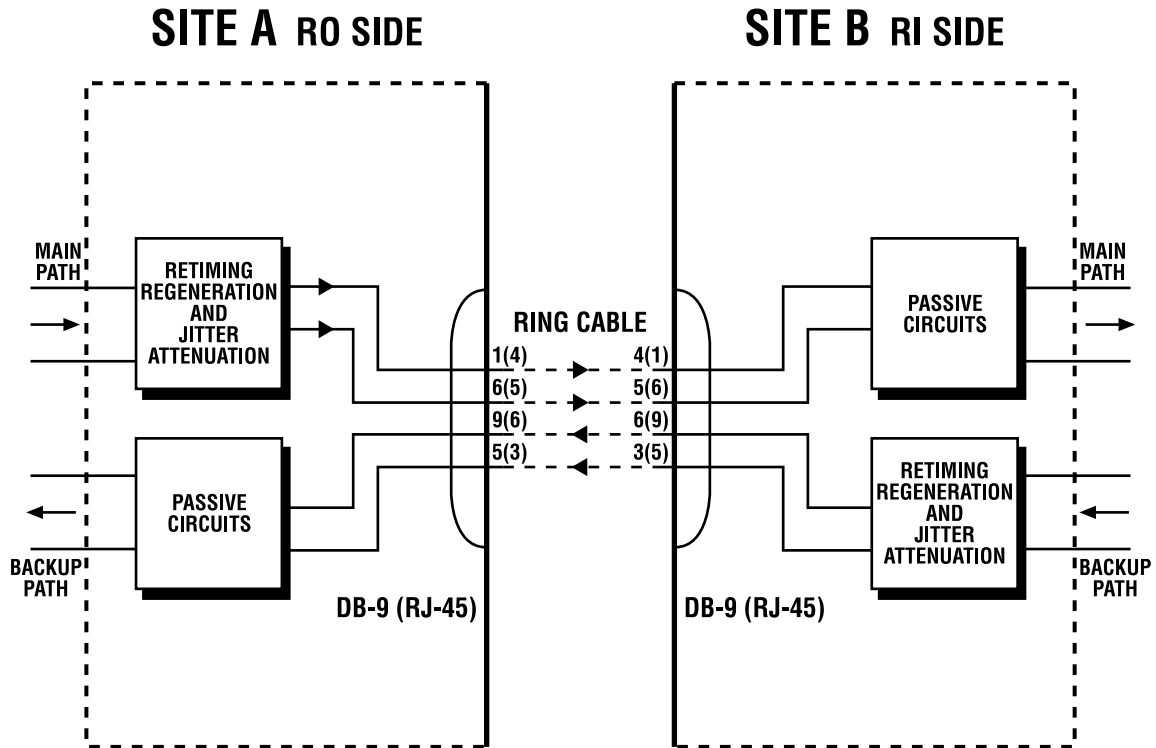 SITE A RO SIDE
SITE B RI SIDE
MAIN
PATH
RETIMING
REGENERATION
AND
JITTER
ATTENUATION
PASSIVE
CIRCUITS
BACKUP
PATH
DB-9 (RJ-45)
RING CABLE
1(4)
4(1)
6(5)
5(6)
9(6)
6(9)
5(3)
3(5)
PASSIVE
CIRCUITS
MAIN
PATH
RETIMING
REGENERATION
AND
JITTER
ATTENUATION
BACKUP
PATH
DB-9 (RJ-45)